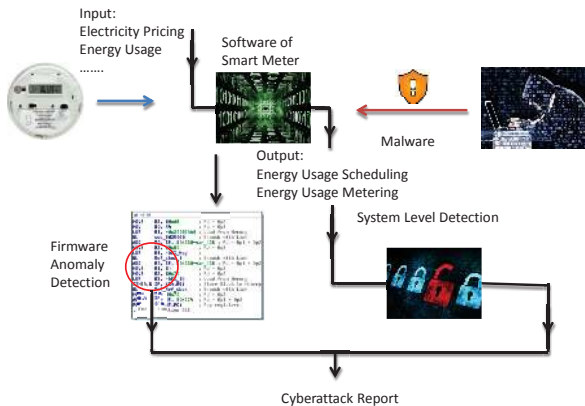 Input:
Electricity Pricing
Energy Usage
.......
Software of
Smart Meter
Malware
Output:
Energy Usage Scheduling
Energy Usage Metering
System Level Detection
Firmware
Anomaly
Detection
Cyberattack Report